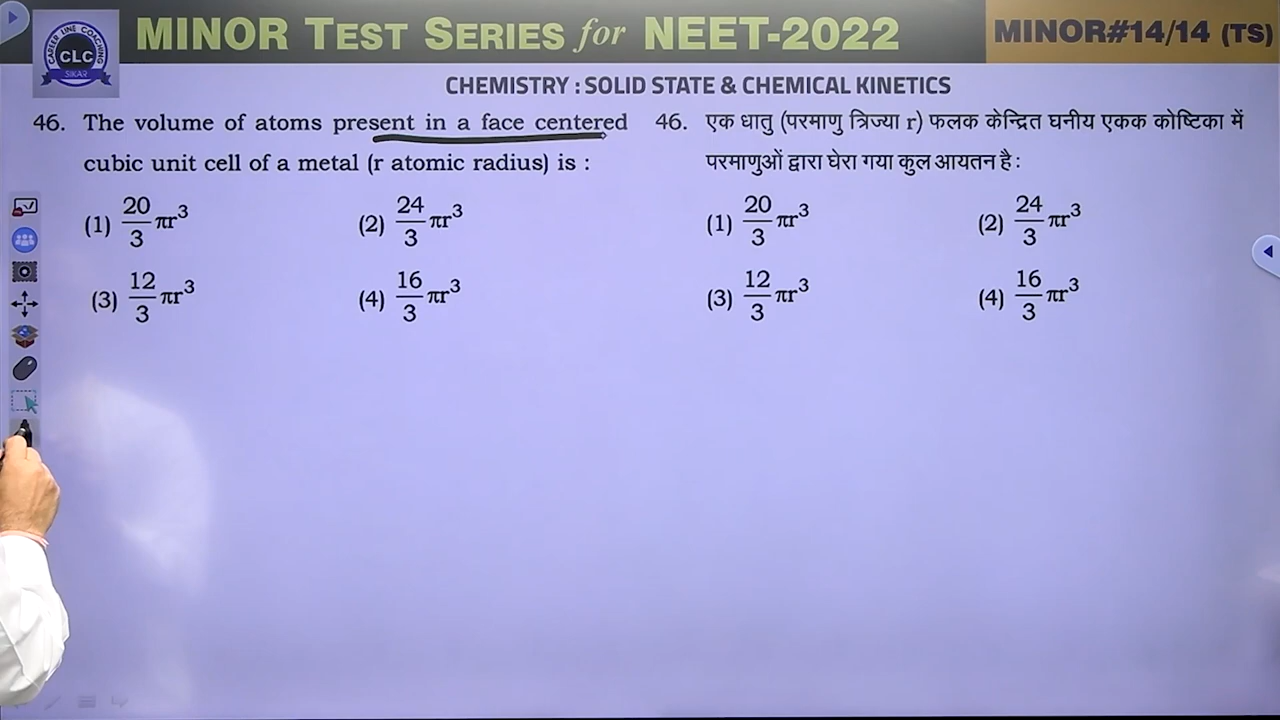 MINOR TEST SERIES for NEET-2022
MINOR#14/14 (TS)
CAREER LINE COACHING
CLC
SIKAR
CHEMISTRY : SOLID STATE & CHEMICAL KINETICS
46. The volume of atoms present in a face centered
cubic unit cell of a metal (r atomic radius) is :
(1) 20/3 πr³ (2) 24/3 πr³
(3) 12/3 πr³ (4) 16/3 πr³
46. एक धातु (परमाणु त्रिज्या r) फलक केन्द्रित घनीय एकक कोष्टिका में
परमाणुओं द्वारा घेरा गया कुल आयतन है :
(1) 20/3 πr³ (2) 24/3 πr³
(3) 12/3 πr³ (4) 16/3 πr³